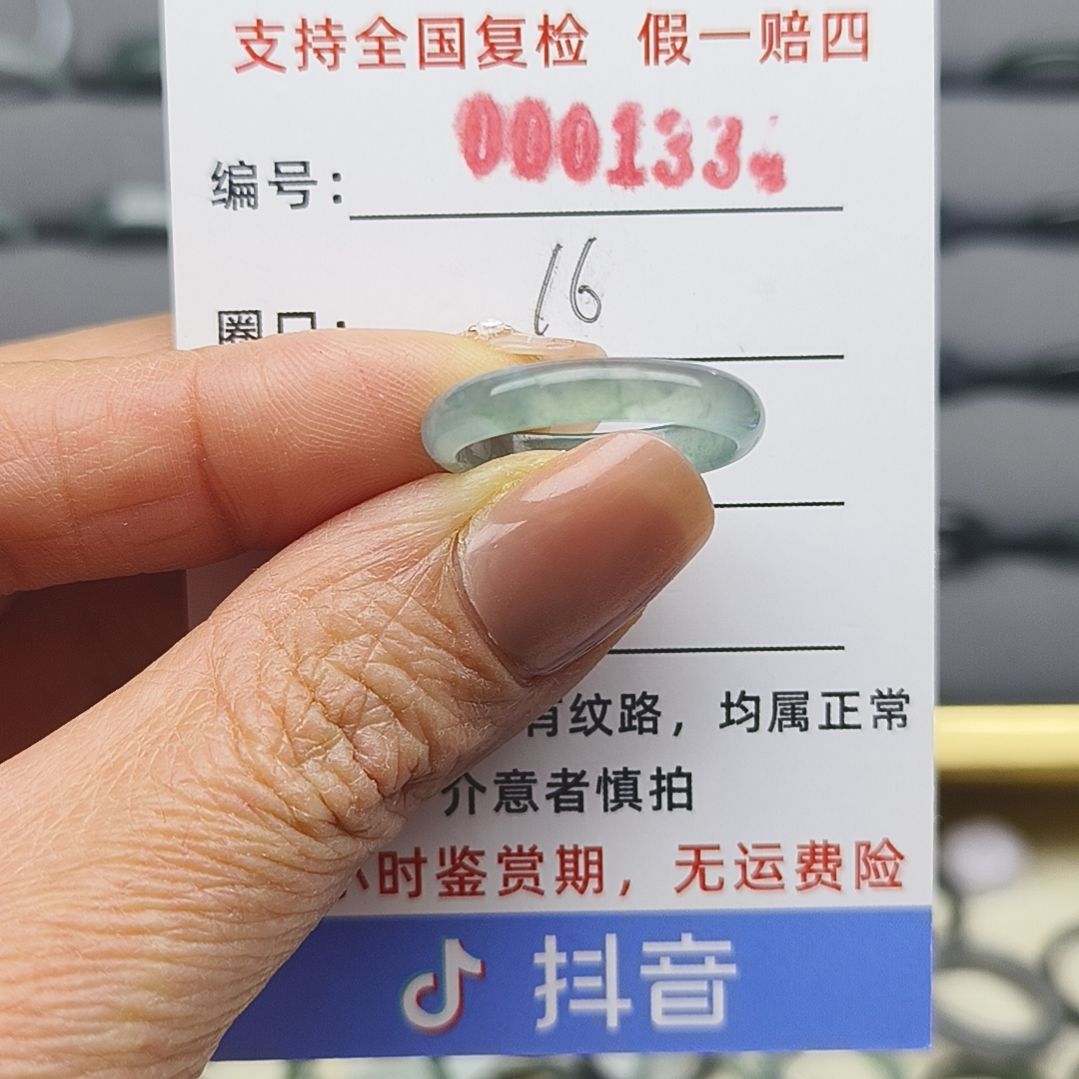 支持全国复检 假一赔四
编号： 000133
圈口： 16
有纹路，均属正常
介意者慎拍
小时鉴赏期，无运费险
抖音